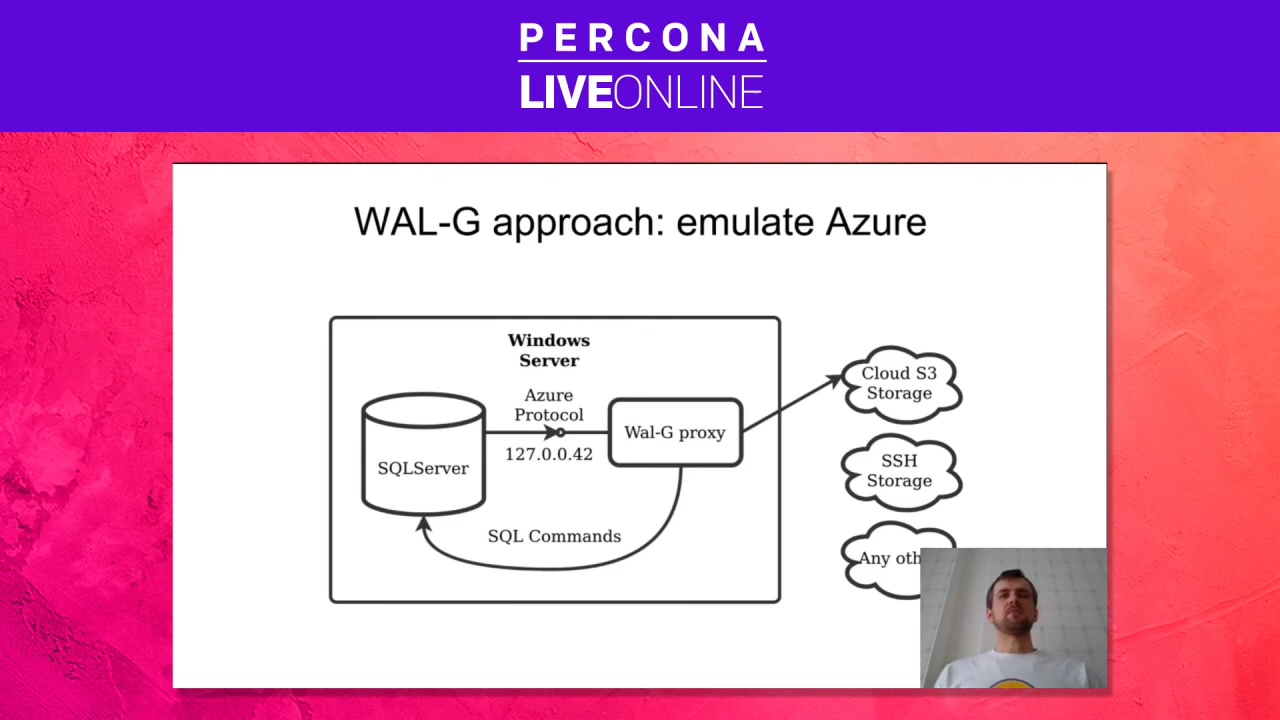 PERCONA
LIVEONLINE
WAL-G approach: emulate Azure
Windows
Server
Azure
Protocol
127.0.0.42
SQLServer
Wal-G proxy
SQL Commands
Cloud S3
Storage
SSH
Storage
Any